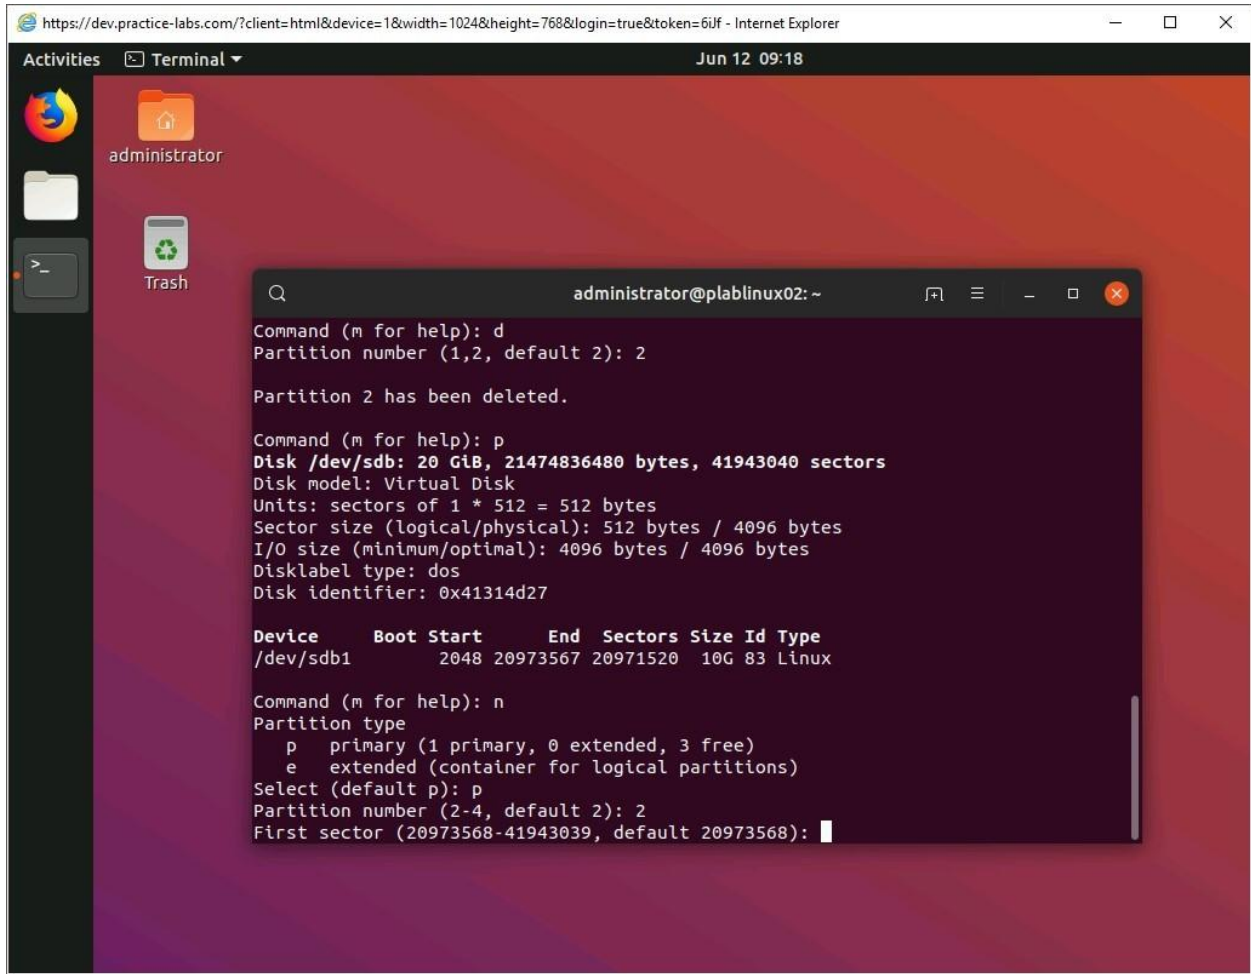 https://dev.practice-labs.com/?client=html&device=1&width=1024&height=768&login=true&token=6iJf - Internet Explorer
Activities Terminal Jun 12 09:18
administrator
Trash
administrator@plablinux02: ~
Command (m for help): d
Partition number (1,2, default 2): 2
Partition 2 has been deleted.
Command (m for help): p
Disk /dev/sdb: 20 GiB, 21474836480 bytes, 41943040 sectors
Disk model: Virtual Disk
Units: sectors of 1 * 512 = 512 bytes
Sector size (logical/physical): 512 bytes / 4096 bytes
I/O size (minimum/optimal): 4096 bytes / 4096 bytes
Disklabel type: dos
Disk identifier: 0x41314d27
Device     Boot Start      End  Sectors Size Id Type
/dev/sdb1        2048 20973567 20971520  10G 83 Linux
Command (m for help): n
Partition type
   p   primary (1 primary, 0 extended, 3 free)
   e   extended (container for logical partitions)
Select (default p): p
Partition number (2-4, default 2): 2
First sector (20973568-41943039, default 20973568):